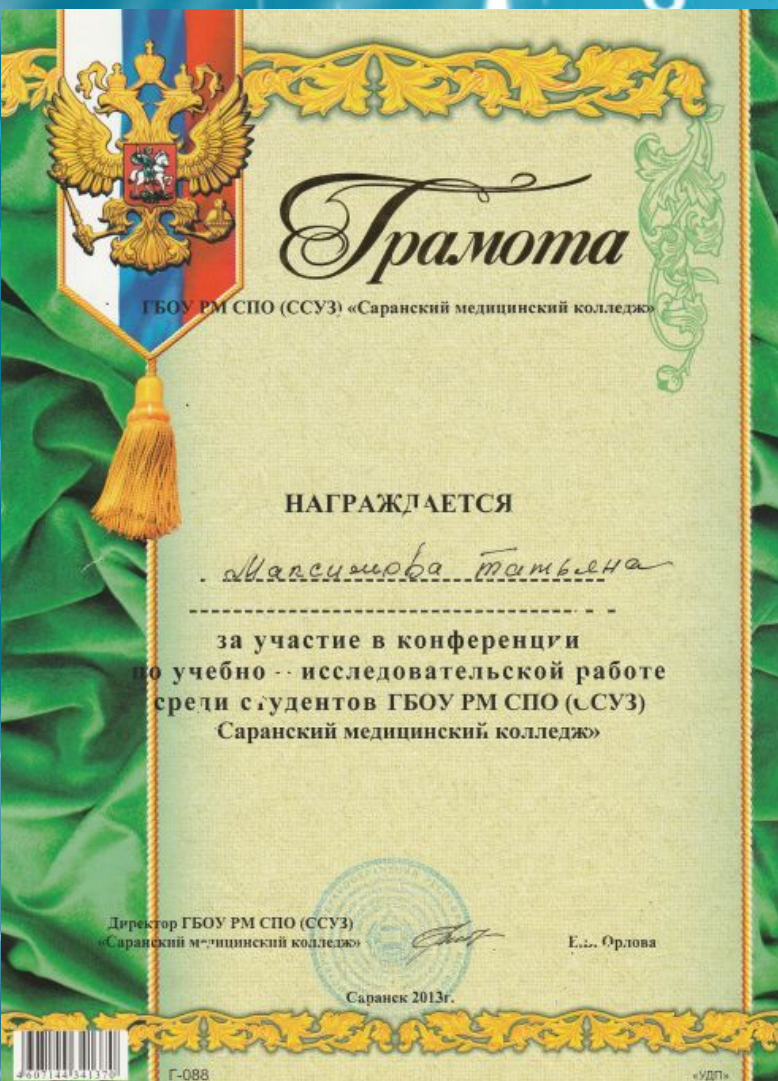 Грамота
ГБОУ РМ СПО (ССУЗ) «Саранский медицинский колледж»
НАГРАЖДАЕТСЯ
Максимова Татьяна
за участие в конференции
по учебно - исследовательской работе
среди студентов ГБОУ РМ СПО (ССУЗ)
Саранский медицинский колледж»
Директор ГБОУ РМ СПО (ССУЗ)
«Саранский медицинский колледж»
Орлова
Саранск 2013г.
4607144341370
Г-088
«УДП»